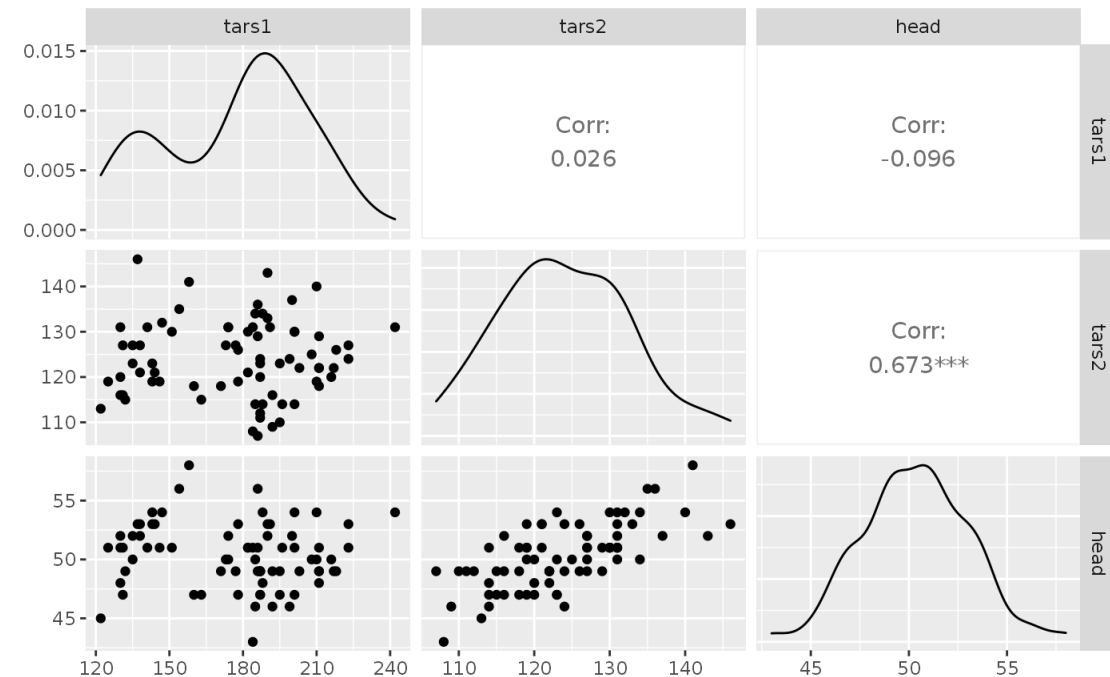 tars1 tars2 head
0.015
0.010
0.005
0.000
Corr:
0.026
Corr:
-0.096
tars1
140
130
120
110
Corr:
0.673***
tars2
55
50
45
head
120 150 180 210 240 110 120 130 140 45 50 55